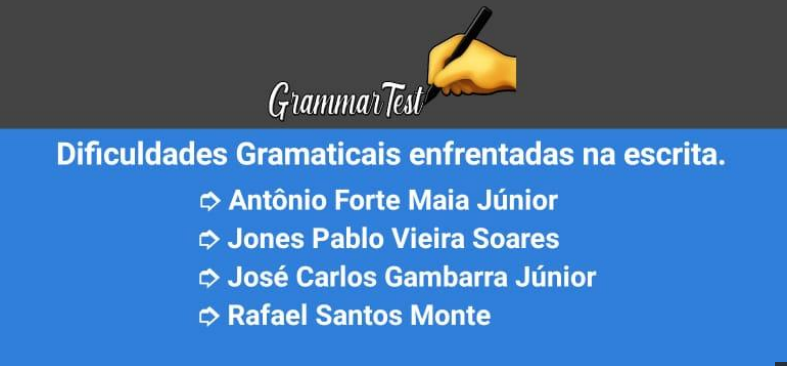 GrammarTest
Dificuldades Gramaticais enfrentadas na escrita.
➩ Antônio Forte Maia Júnior
➩ Jones Pablo Vieira Soares
➩ José Carlos Gambarra Júnior
➩ Rafael Santos Monte